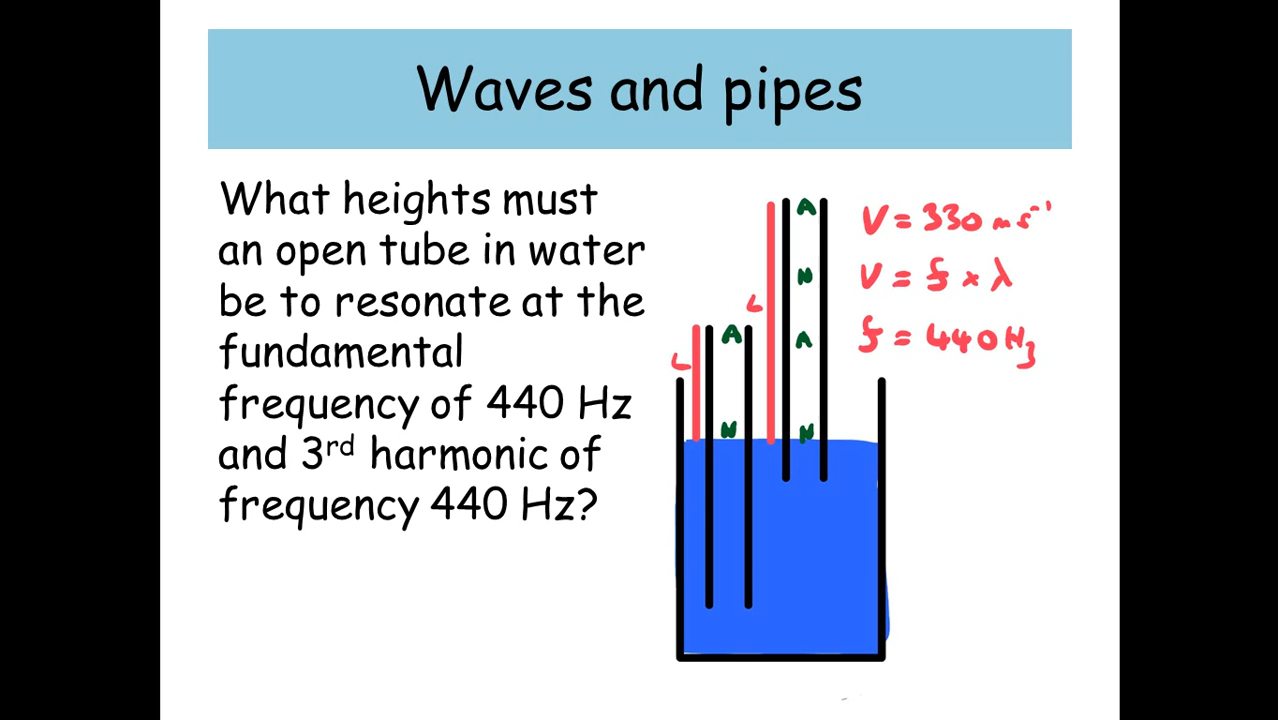 Waves and pipes
What heights must
an open tube in water
be to resonate at the
fundamental
frequency of 440 Hz
and 3rd harmonic of
frequency 440 Hz?
L
L
A
N
A
N
A
N
V = 330 ms⁻¹
V = f × λ
f = 440 Hz